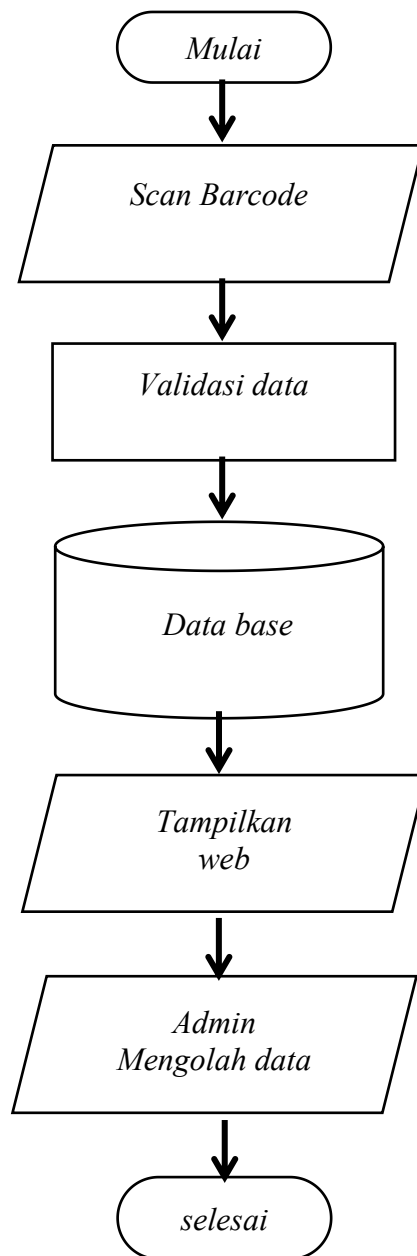 Mulai
Scan Barcode
Validasi data
Data base
Tampilkan
web
Admin
Mengolah data
selesai